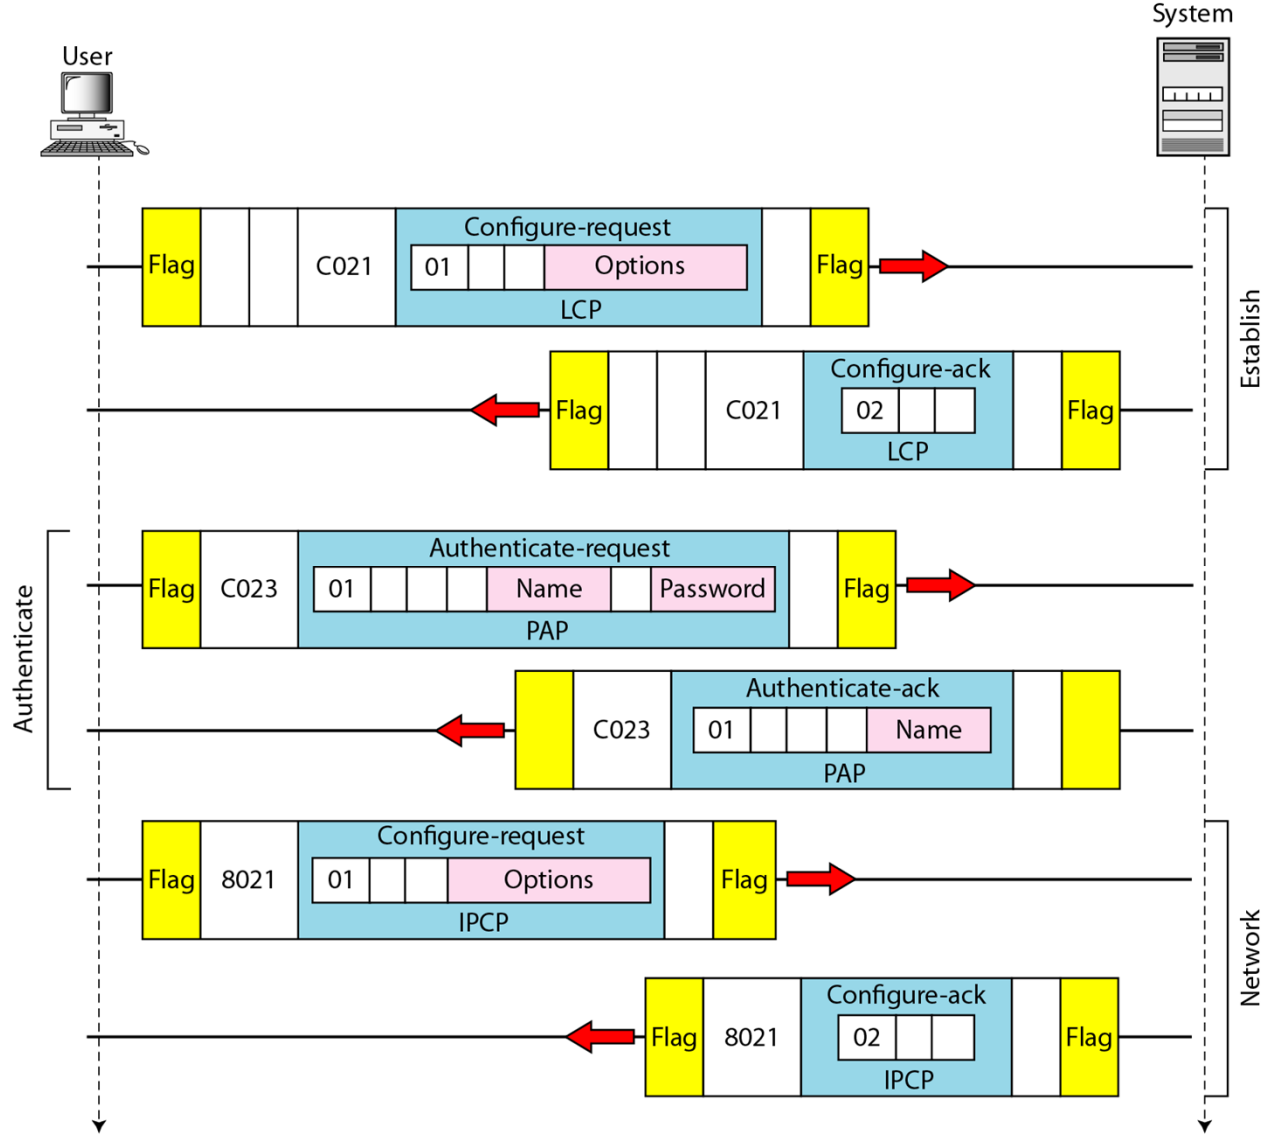 System
User
Configure-request
Flag C021 01 Options Flag
LCP
Establish
Configure-ack
Flag C021 02 Flag
LCP
Authenticate
Authenticate-request
Flag C023 01 Name Password Flag
PAP
Authenticate-ack
C023 01 Name
PAP
Configure-request
Flag 8021 01 Options Flag
IPCP
Network
Configure-ack
Flag 8021 02 Flag
IPCP